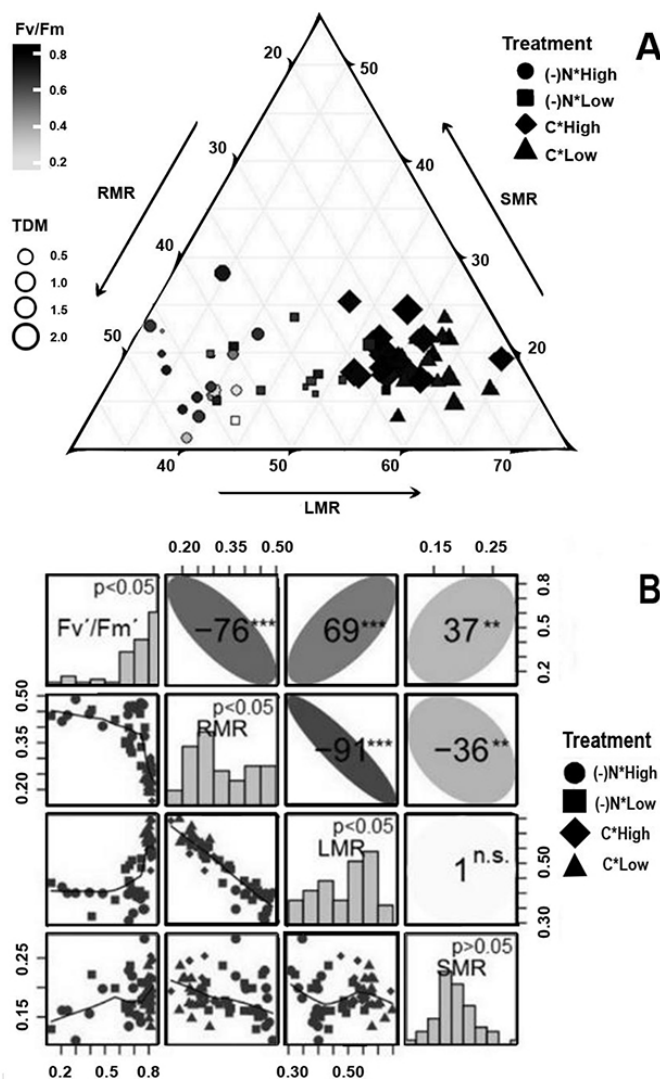 Fv/Fm
0.8
0.6
0.4
0.2
A
Treatment
(-)N*High
(-)N*Low
C*High
C*Low
20
50
30
40
RMR
SMR
40
30
50
20
TDM
0.5
1.0
1.5
2.0
40 50 60 70
LMR
B
0.20 0.35 0.50
0.15 0.25
p<0.05
Fv´/Fm´
−76***
69***
37**
0.8
0.5
0.2
0.50
0.35
0.20
p<0.05
RMR
−91***
−36**
p<0.05
LMR
1 n.s.
0.50
0.30
0.25
0.15
p>0.05
SMR
0.2 0.5 0.8
0.30 0.50
Treatment
(-)N*High
(-)N*Low
C*High
C*Low